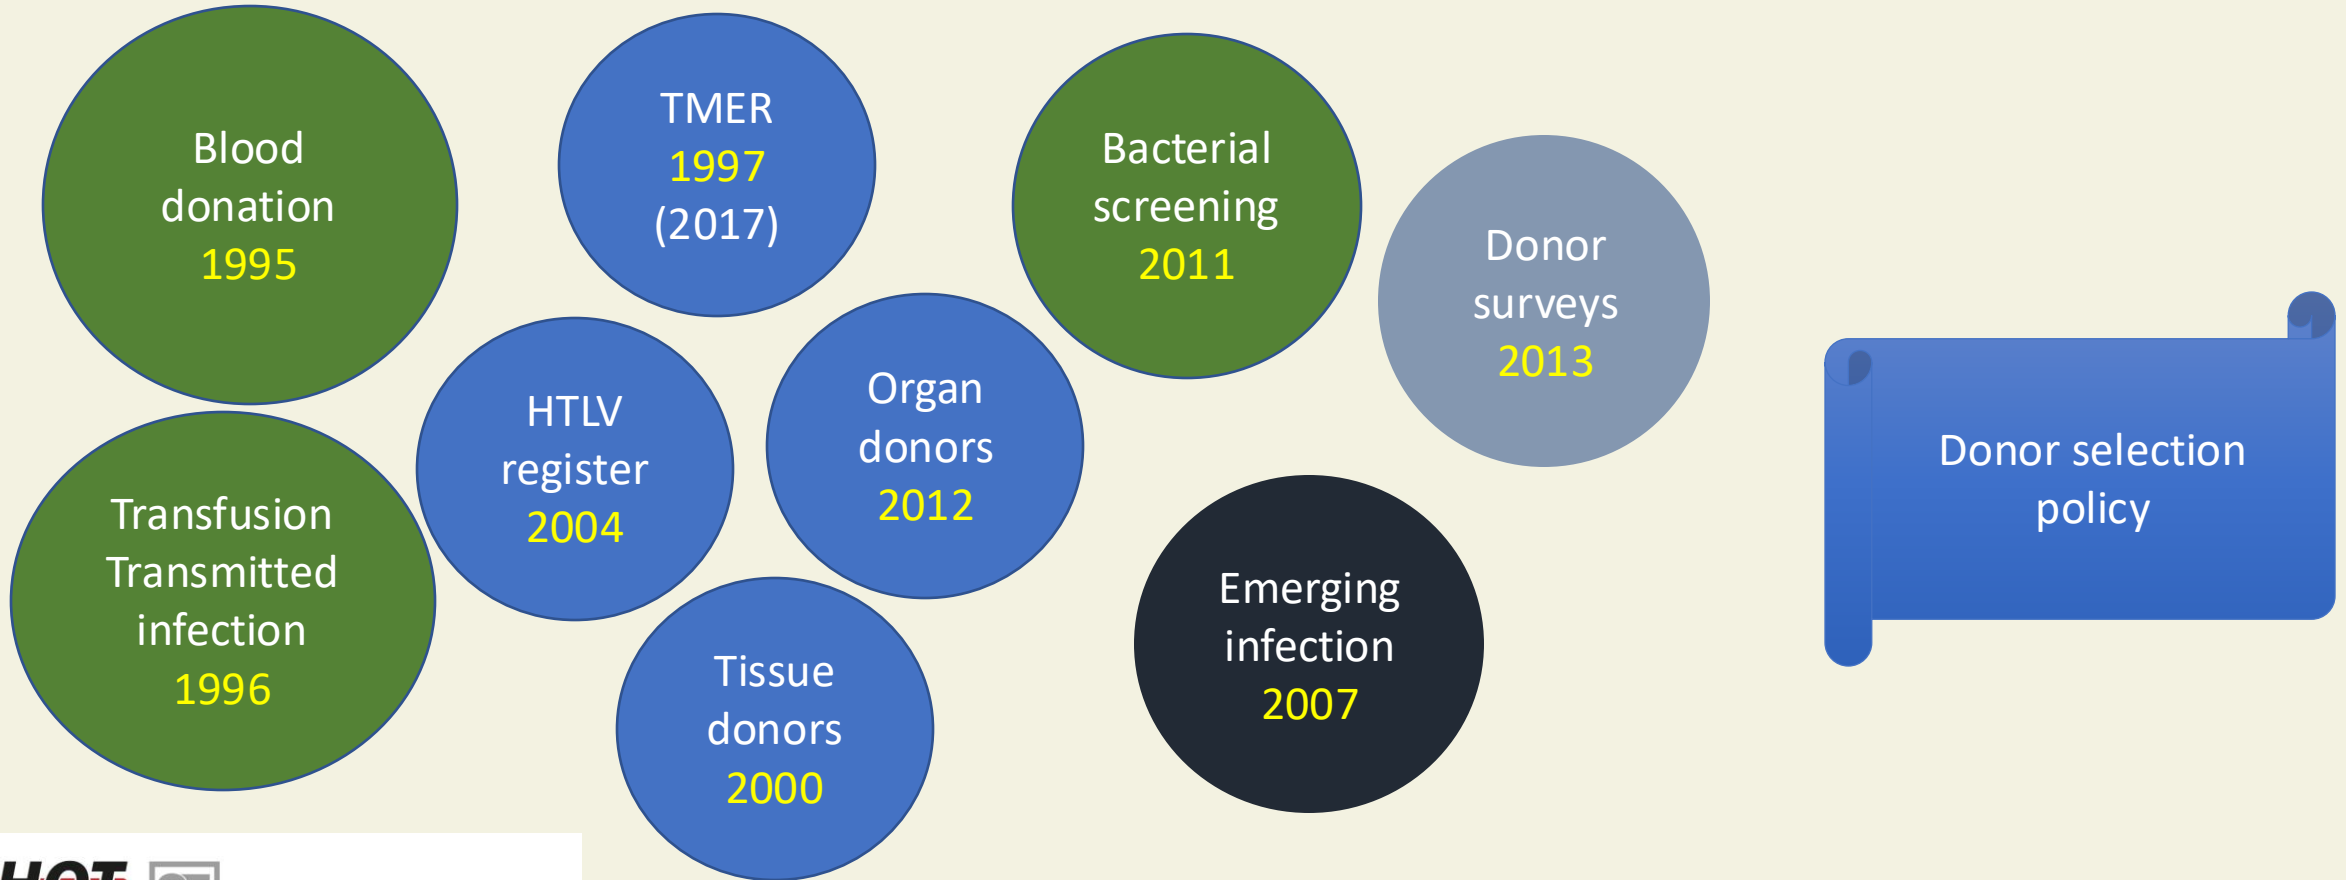 Blood
donation
1995
TMER
1997
(2017)
Bacterial
screening
2011
Donor
surveys
2013
HTLV
register
2004
Organ
donors
2012
Donor selection
policy
Transfusion
Transmitted
infection
1996
Emerging
infection
2007
Tissue
donors
2000